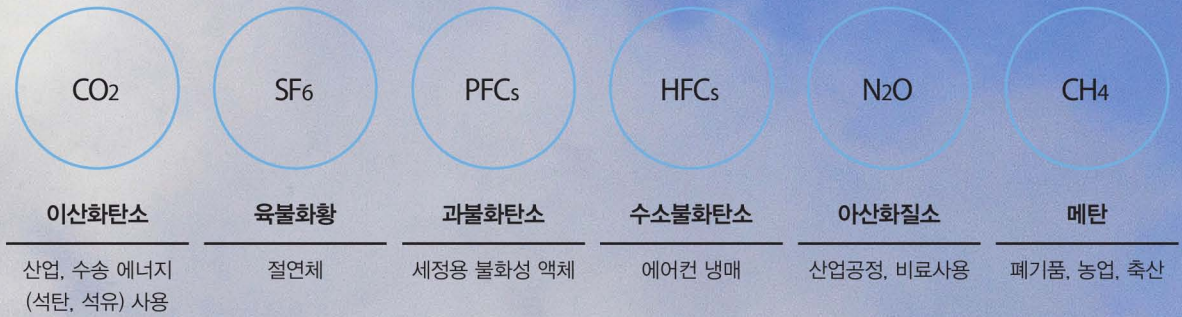 CO2
SF6
PFCs
HFCs
N2O
CH4
이산화탄소
육불화황
과불화탄소
수소불화탄소
아산화질소
메탄
산업, 수송 에너지
(석탄, 석유) 사용
절연체
세정용 불화성 액체
에어컨 냉매
산업공정, 비료사용
폐기품, 농업, 축산